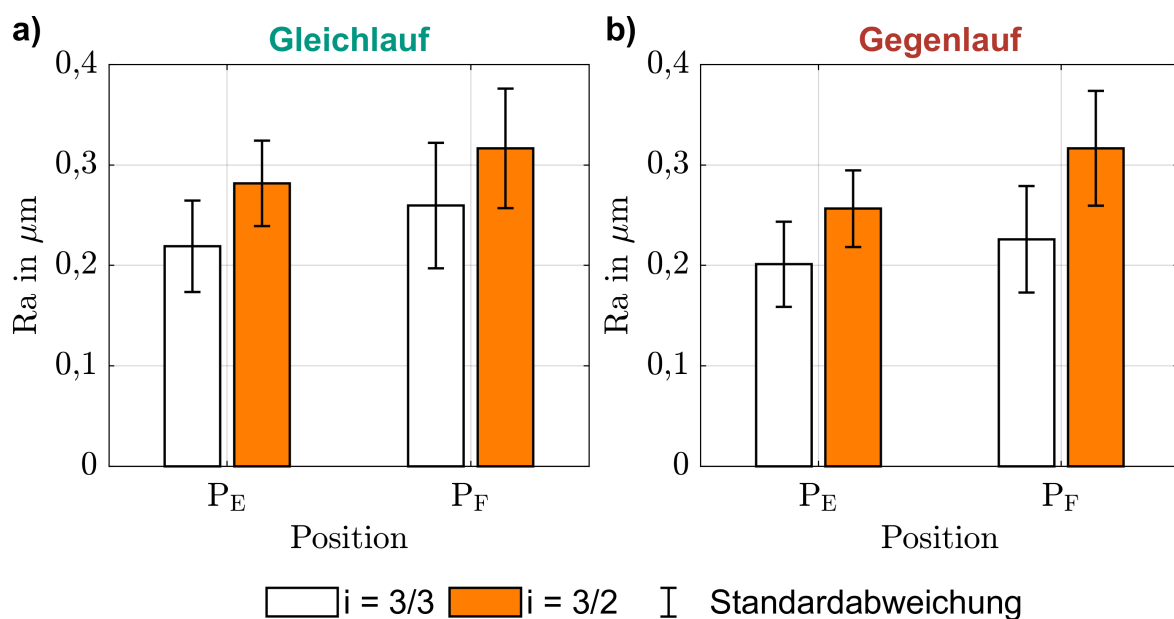 a)
Gleichlauf
0,4
0,3
0,2
0,1
0
Ra in μm
P_E
P_F
Position
b)
Gegenlauf
0,4
0,3
0,2
0,1
0
Ra in μm
P_E
P_F
Position
i = 3/3
i = 3/2
Standardabweichung